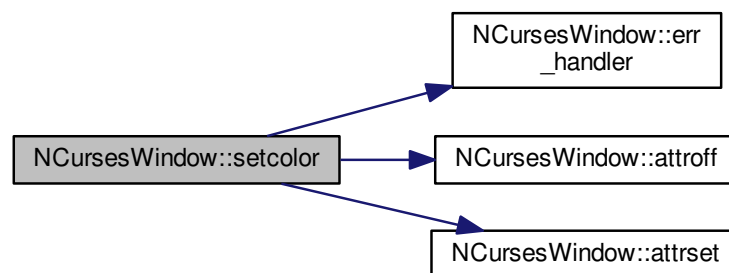 NCursesWindow::err
_handler
NCursesWindow::setcolor
NCursesWindow::attroff
NCursesWindow::attrset